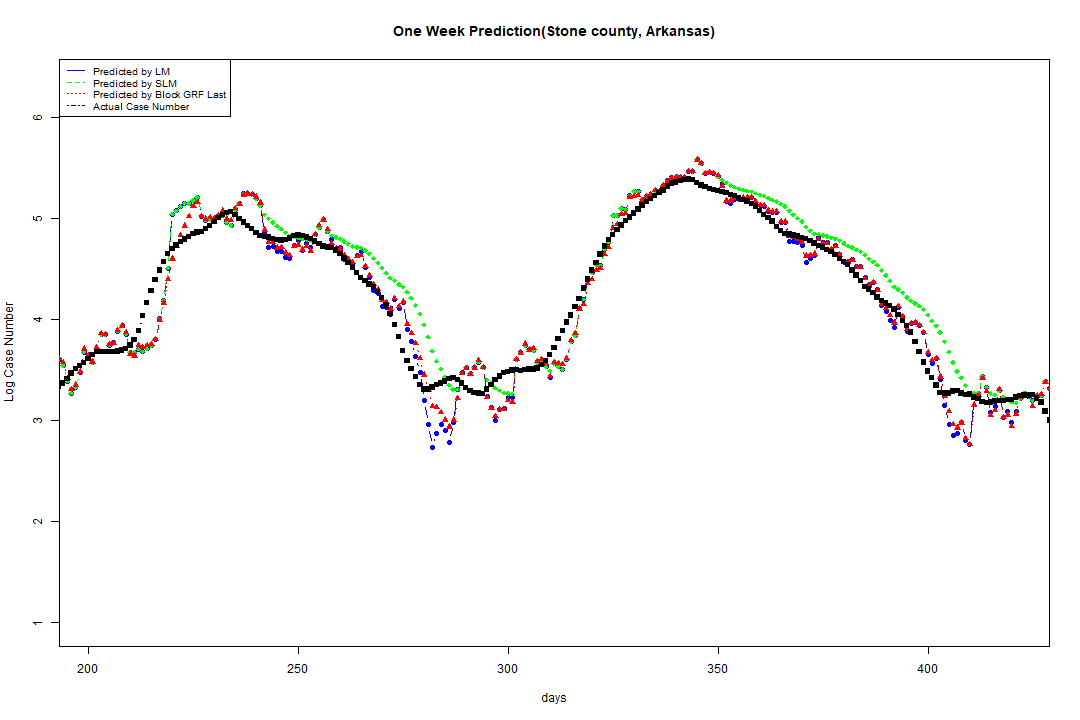 One Week Prediction(Stone county, Arkansas)
Predicted by LM
Predicted by SLM
Predicted by Block GRF Last
Actual Case Number
6
5
4
3
2
1
Log Case Number
200 250 300 350 400
days